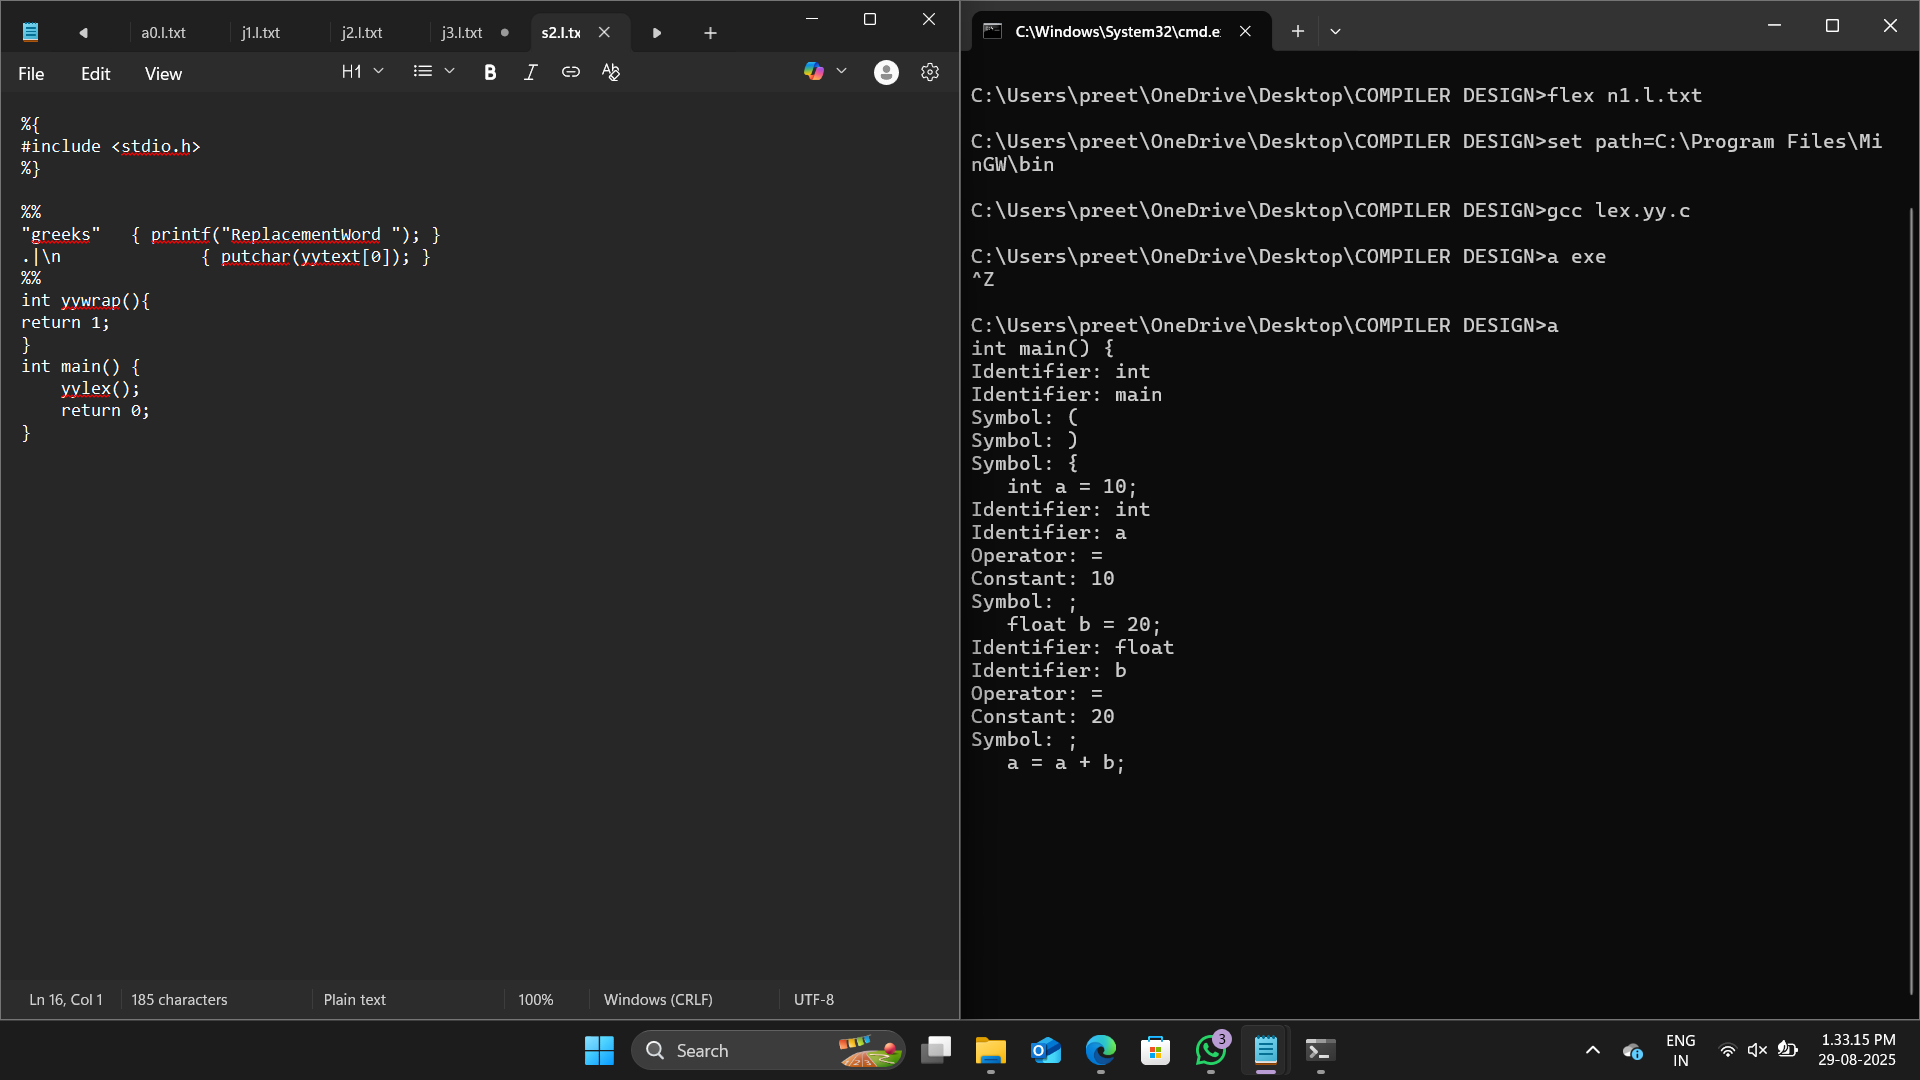 a0.l.txt
j1.l.txt
j2.l.txt
j3.l.txt
s2.l.tx
File
Edit
View
H1
%{
#include <stdio.h>
%}
%%
"greeks"   { printf("ReplacementWord "); }
.|\n              { putchar(yytext[0]); }
%%
int yywrap(){
return 1;
}
int main() {
    yylex();
    return 0;
}
Ln 16, Col 1
185 characters
Plain text
100%
Windows (CRLF)
UTF-8
C:\Windows\System32\cmd.e
C:\Users\preet\OneDrive\Desktop\COMPILER DESIGN>flex n1.l.txt
C:\Users\preet\OneDrive\Desktop\COMPILER DESIGN>set path=C:\Program Files\Mi
nGW\bin
C:\Users\preet\OneDrive\Desktop\COMPILER DESIGN>gcc lex.yy.c
C:\Users\preet\OneDrive\Desktop\COMPILER DESIGN>a exe
^Z
C:\Users\preet\OneDrive\Desktop\COMPILER DESIGN>a
int main() {
Identifier: int
Identifier: main
Symbol: (
Symbol: )
Symbol: {
   int a = 10;
Identifier: int
Identifier: a
Operator: =
Constant: 10
Symbol: ;
   float b = 20;
Identifier: float
Identifier: b
Operator: =
Constant: 20
Symbol: ;
   a = a + b;
Search
3
ENG
IN
1.33.15 PM
29-08-2025